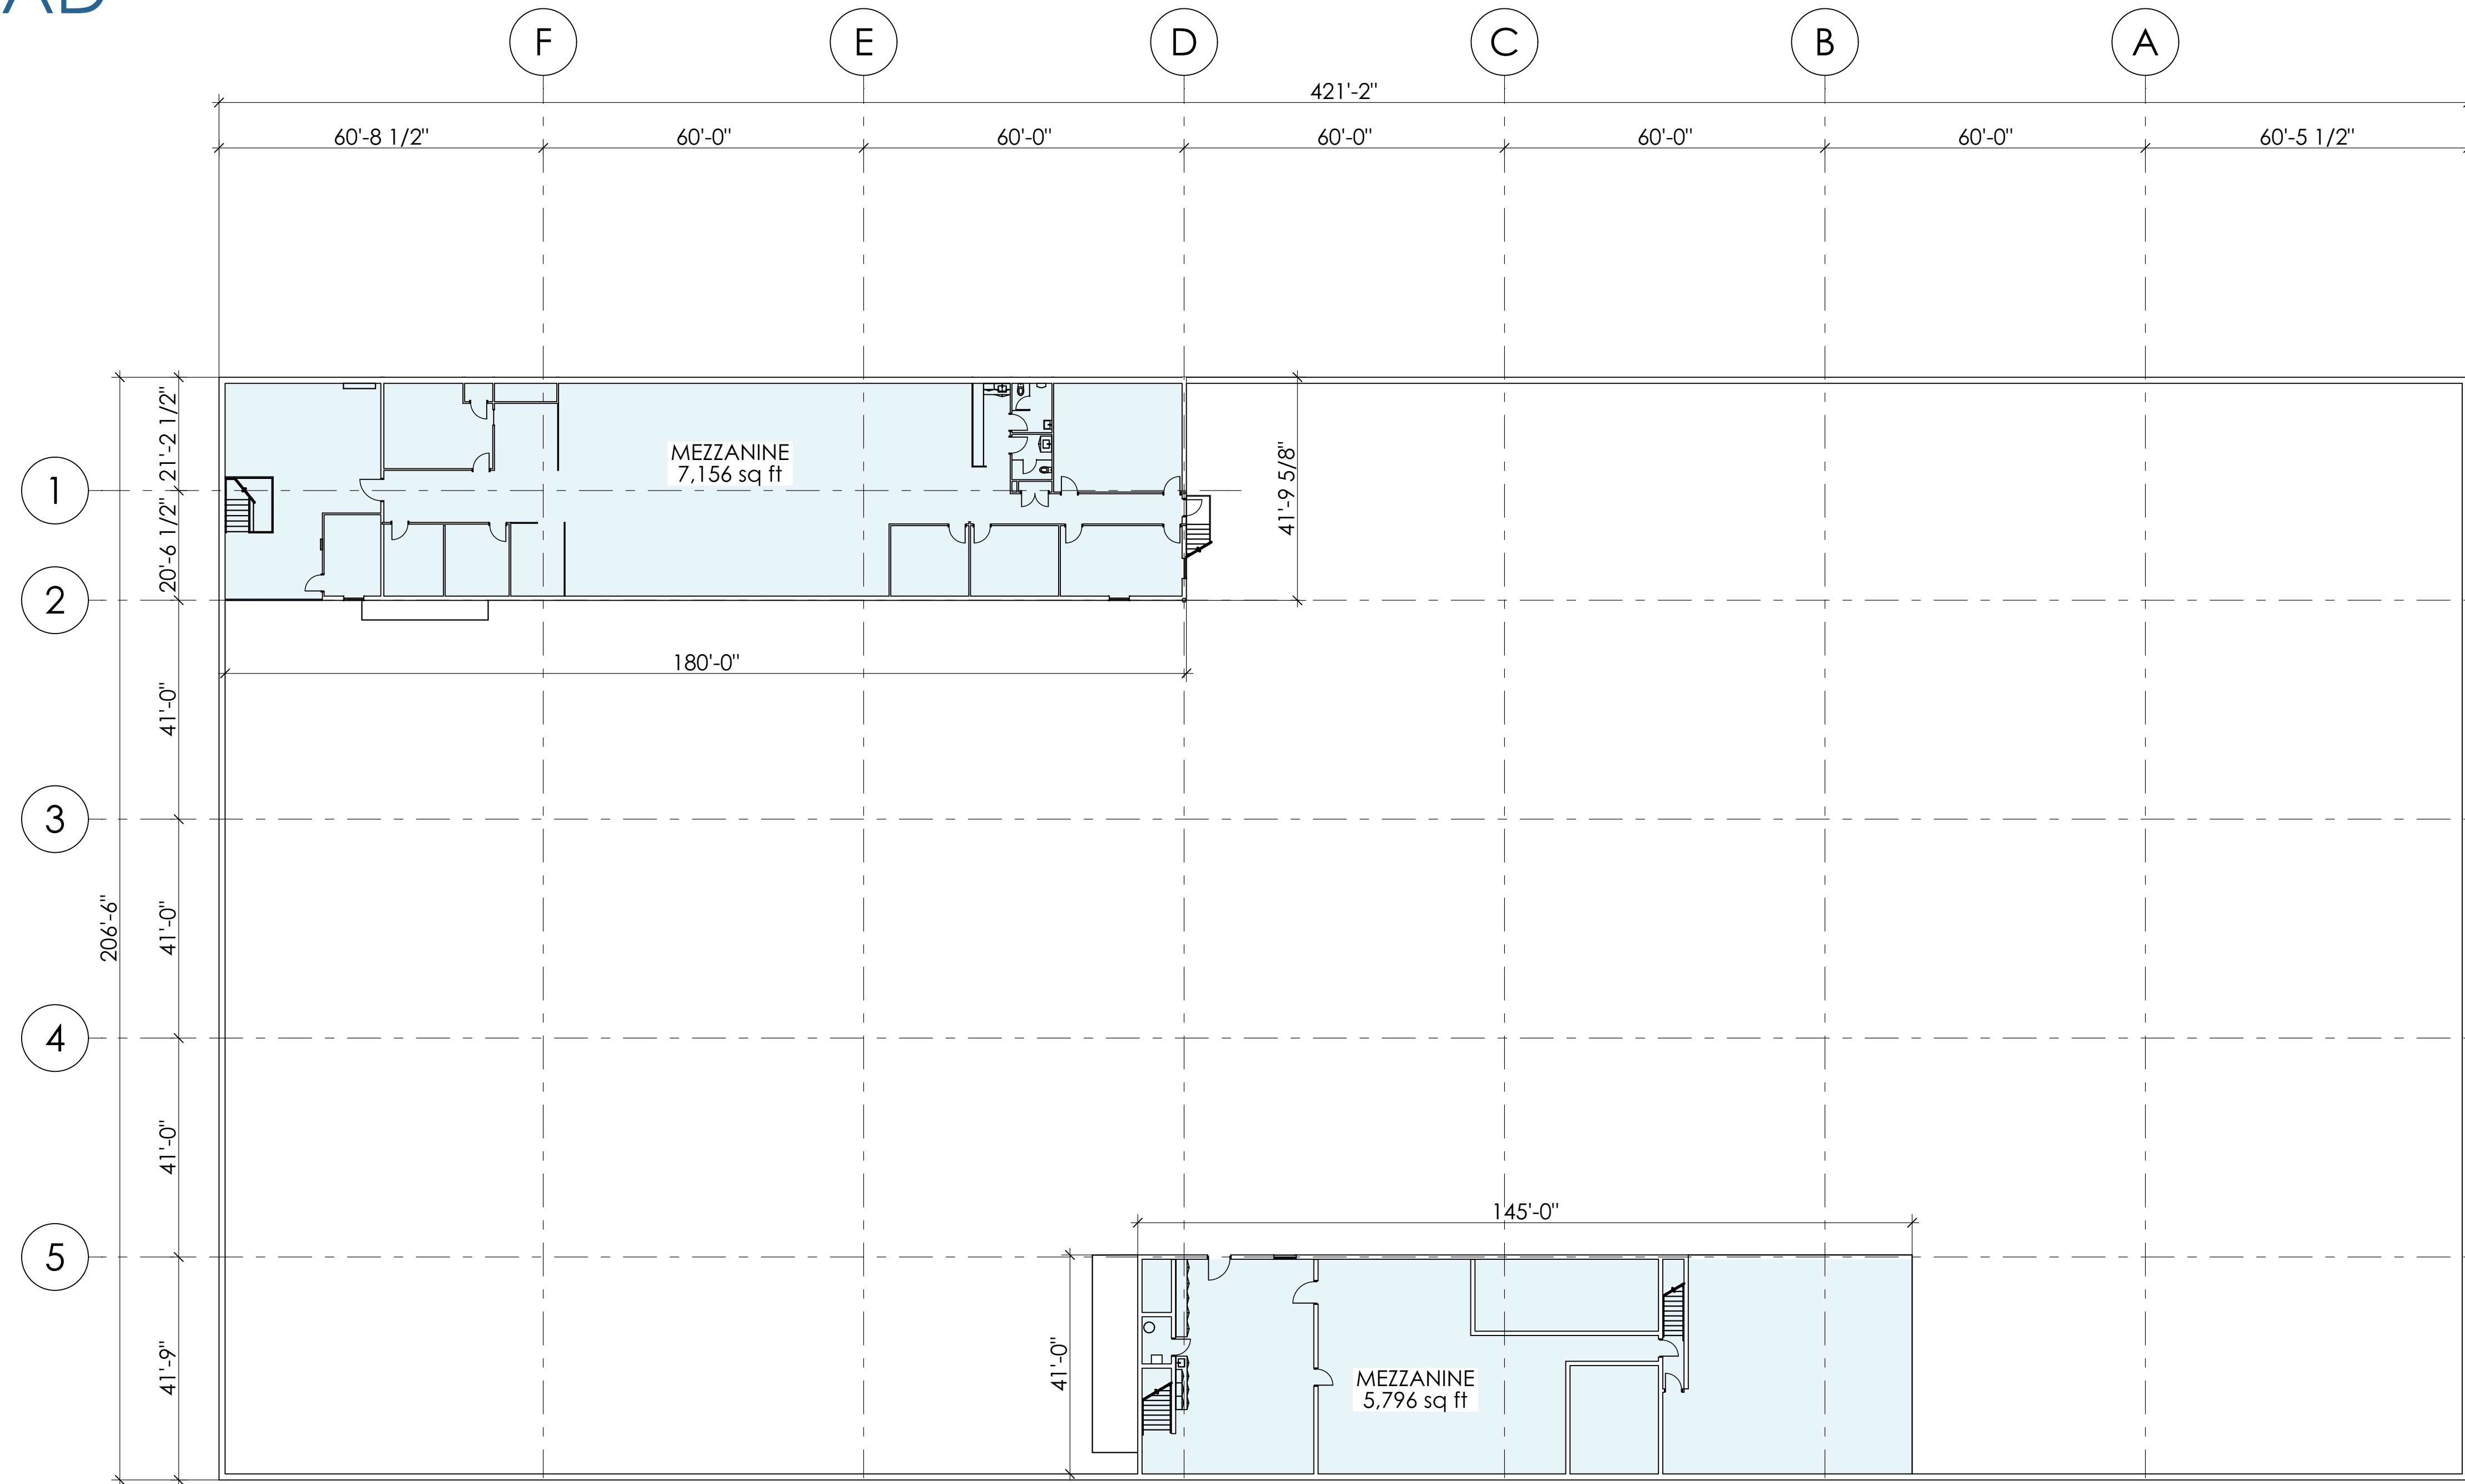 F E D C B A
421'-2"
60'-8 1/2" 60'-0" 60'-0" 60'-0" 60'-0" 60'-0" 60'-5 1/2"
21'-2 1/2"
MEZZANINE
7,156 sq ft
41'-9 5/8"
1
20'-6 1/2"
2
180'-0"
41'-0"
3
206'-6"
41'-0"
4
41'-0"
145'-0"
5
41'-9"
41'-0"
MEZZANINE
5,796 sq ft